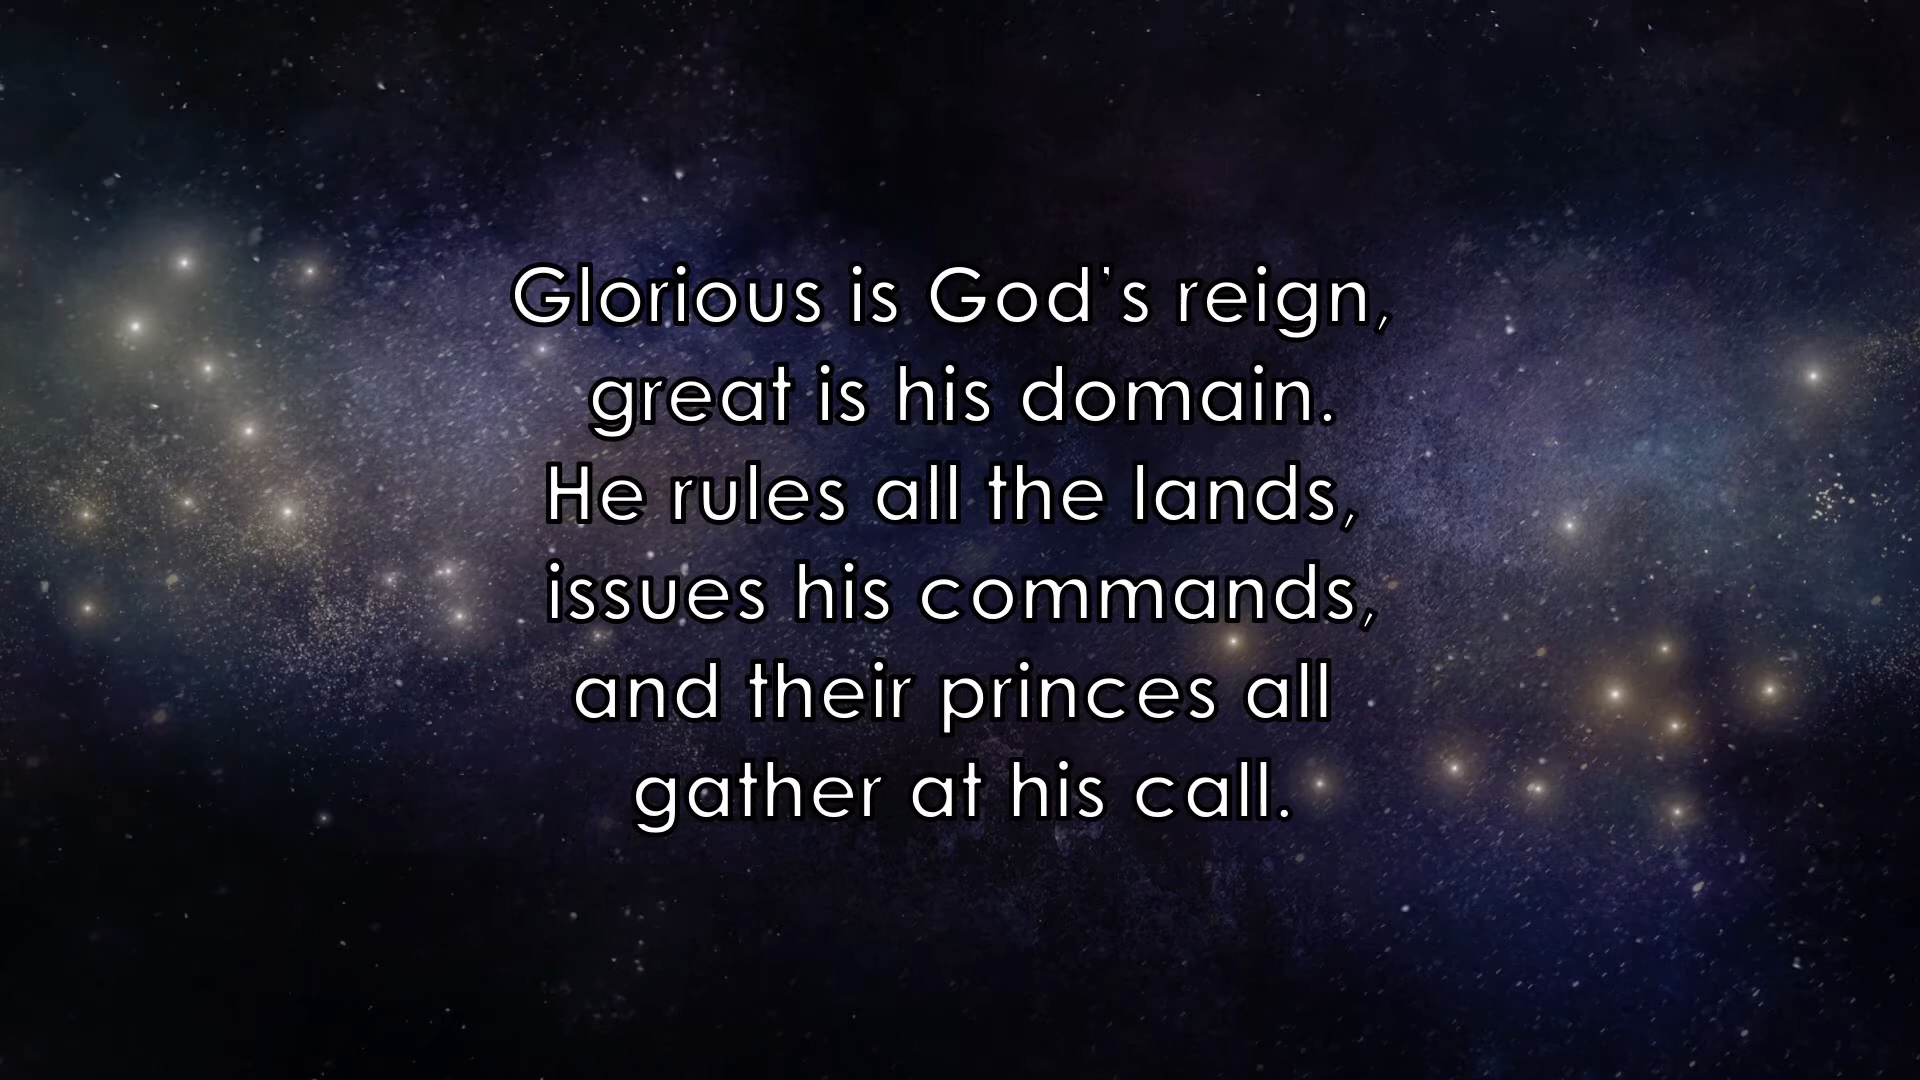 Glorious is God's reign,
great is his domain.
He rules all the lands,
issues his commands,
and their princes all
gather at his call.